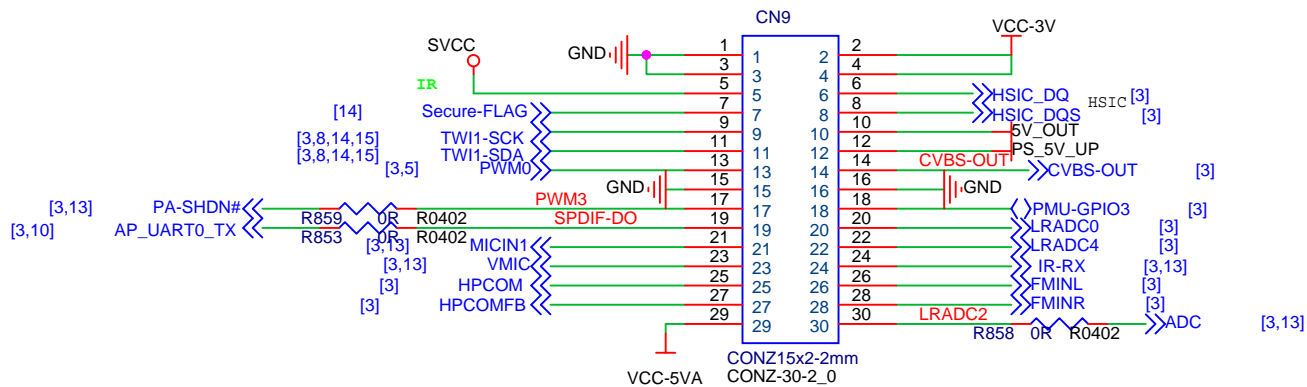 CN9
SVCC
VCC-3V
GND 1 1 2 2
3 3 4 4
IR 5 5 6 6 HSIC_DQ HSIC [3]
[14] Secure-FLAG 7 7 8 8 HSIC_DQS [3]
[3,8,14,15] TWI1-SCK 9 9 10 10 5V_OUT
[3,8,14,15] TWI1-SDA 11 11 12 12 PS_5V_UP
[3,5] PWM0 13 13 14 14 CVBS-OUT CVBS-OUT [3]
GND 15 15 16 16 GND
[3,13] PA-SHDN# R859 0R R0402 PWM3 17 17 18 18 PMU-GPIO3 [3]
[3,10] AP_UART0_TX R853 0R R0402 SPDIF-DO 19 19 20 20 LRADC0 [3]
[3,13] MICIN1 21 21 22 22 LRADC4 [3]
[3,13] VMIC 23 23 24 24 IR-RX [3,13]
[3] HPCOM 25 25 26 26 FMINL [3]
[3] HPCOMFB 27 27 28 28 FMINR [3]
29 29 30 30 LRADC2 R858 0R R0402 ADC [3,13]
VCC-5VA
CONZ15x2-2mm
CONZ-30-2_0